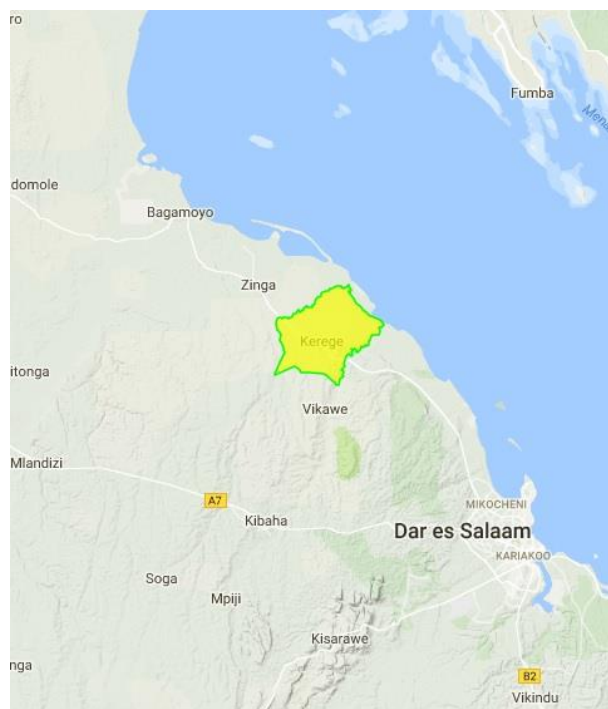 ro
Fumba
Mena
domole
Bagamoyo
Zinga
Kerege
itonga
Vikawe
Mlandizi
A7
MIKOCHENI
Kibaha
Dar es Salaam
KARIAKOO
Soga
Mpiji
Kisarawe
nga
B2
Vikindu